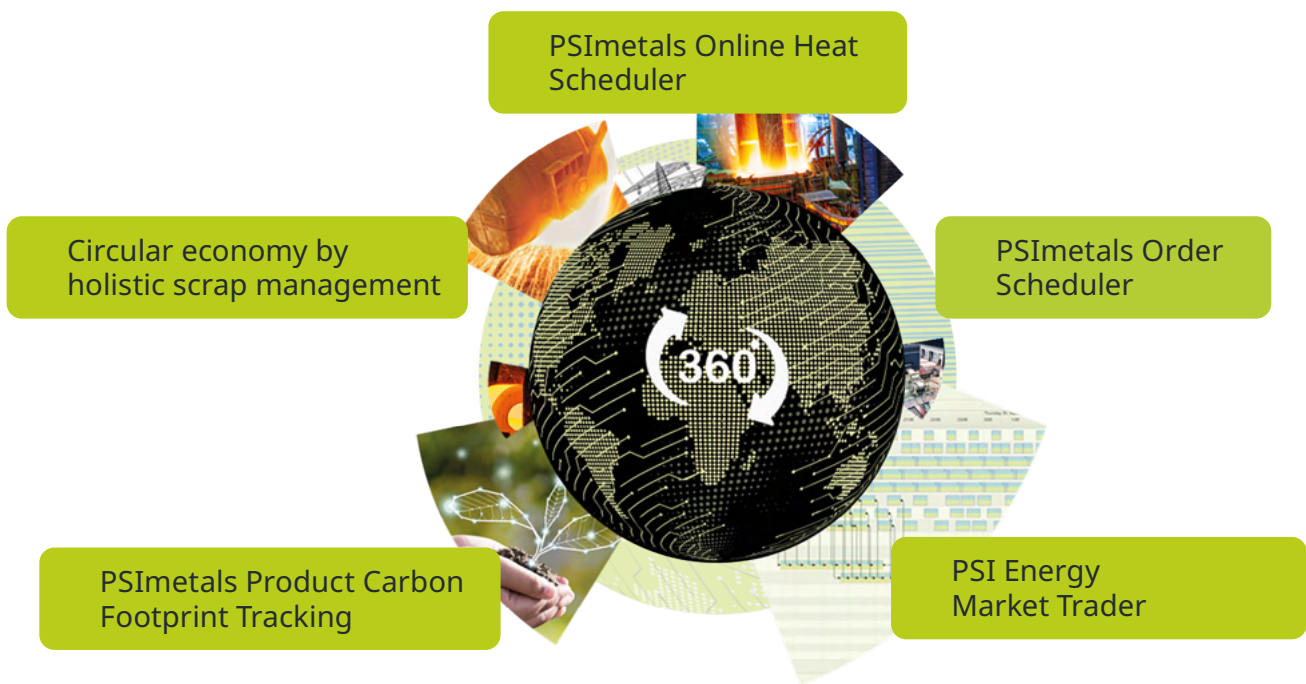 PSImetals Online Heat
Scheduler
Circular economy by
holistic scrap management
PSImetals Order
Scheduler
360°
PSImetals Product Carbon
Footprint Tracking
PSI Energy
Market Trader